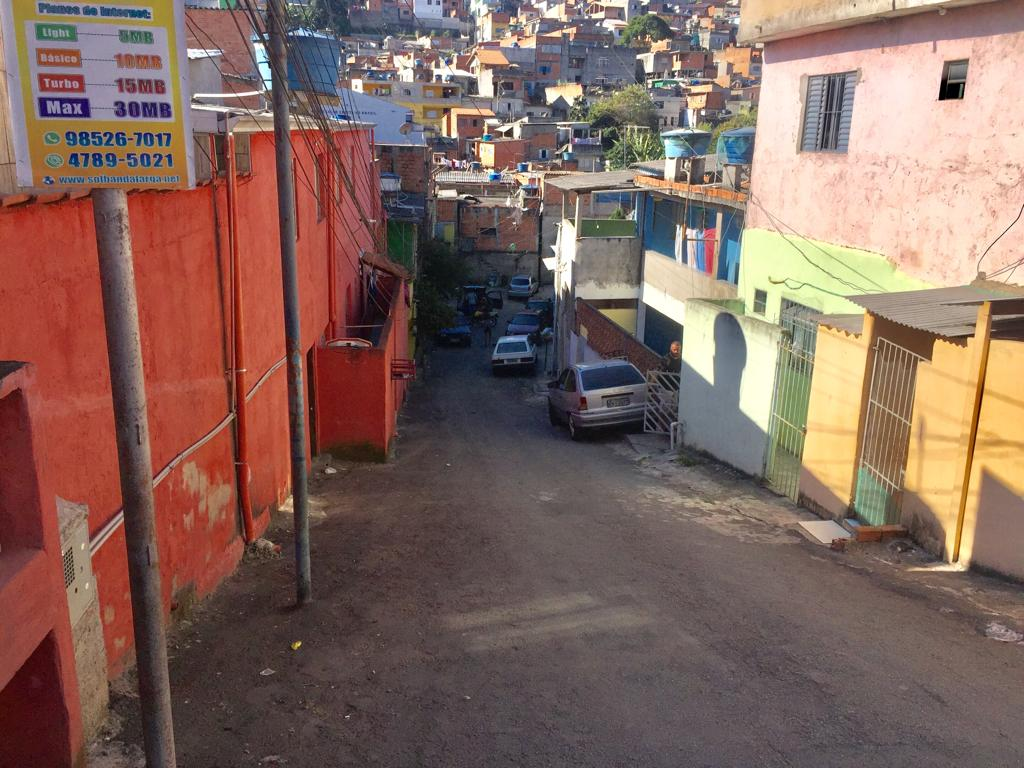 Planos de Internet:
Light 5MB
Básico 10MB
Turbo 15MB
Max 30MB
98526-7017
4789-5021
www.solbandalarga.net